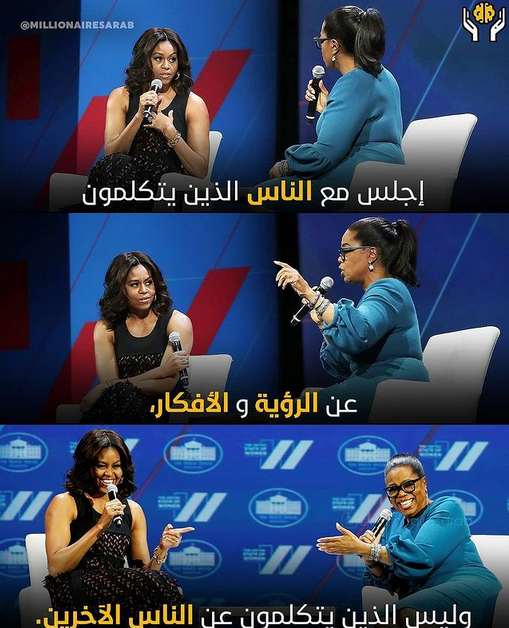 @MILLIONAIRESARAB
إجلس مع الناس الذين يتكلمون
عن الرؤية و الأفكار،
وليس الذين يتكلمون عن الناس الآخرين.